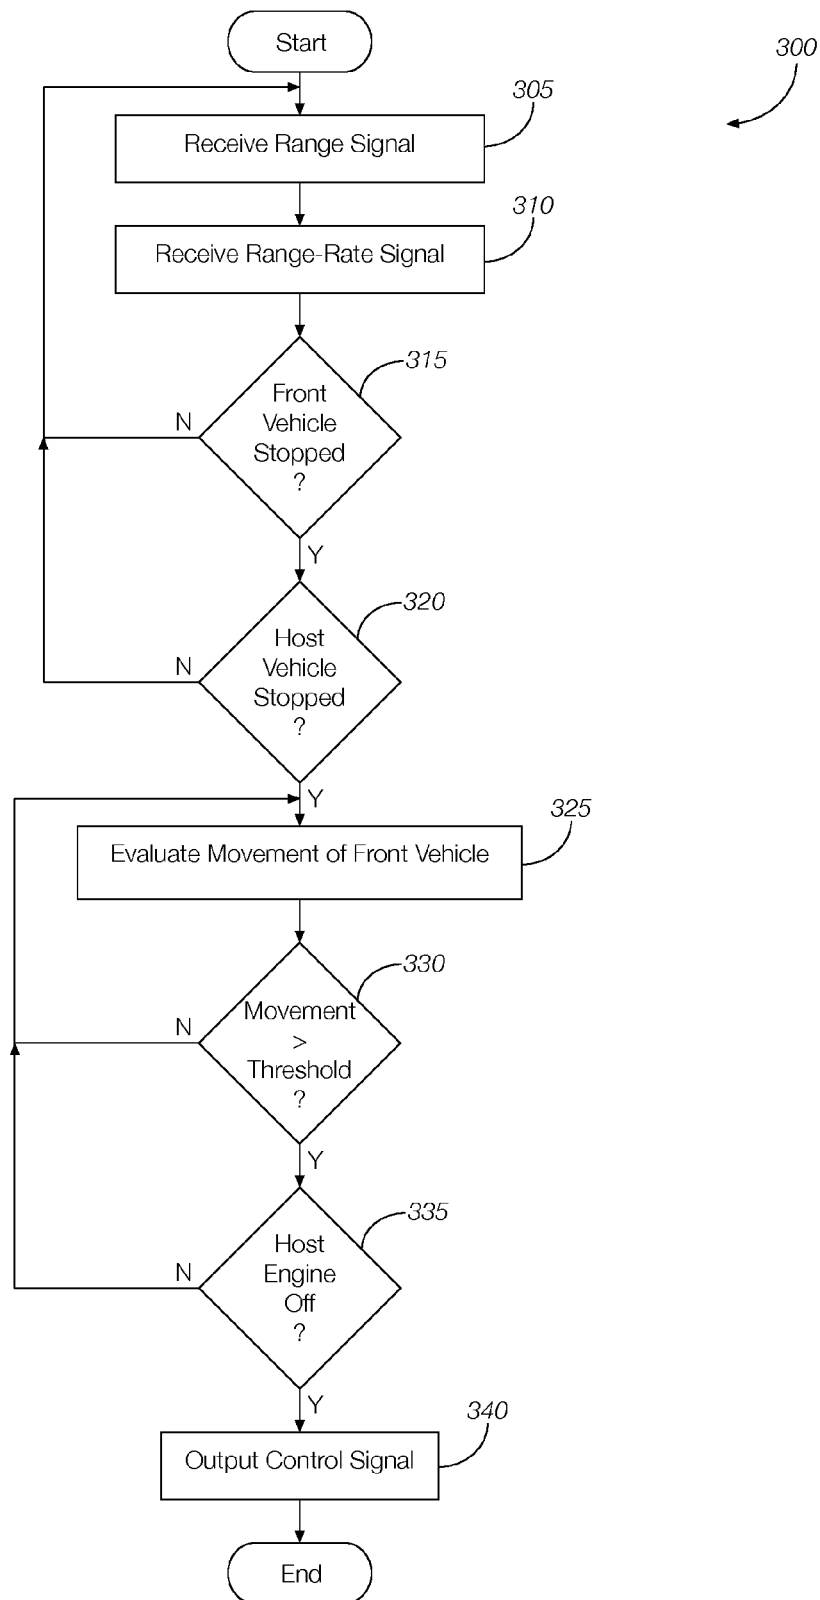 Start
300
305
Receive Range Signal
310
Receive Range-Rate Signal
315
Front
Vehicle
Stopped
?
N
Y
320
Host
Vehicle
Stopped
?
N
Y
325
Evaluate Movement of Front Vehicle
330
Movement
>
Threshold
?
N
Y
335
Host
Engine
Off
?
N
Y
340
Output Control Signal
End